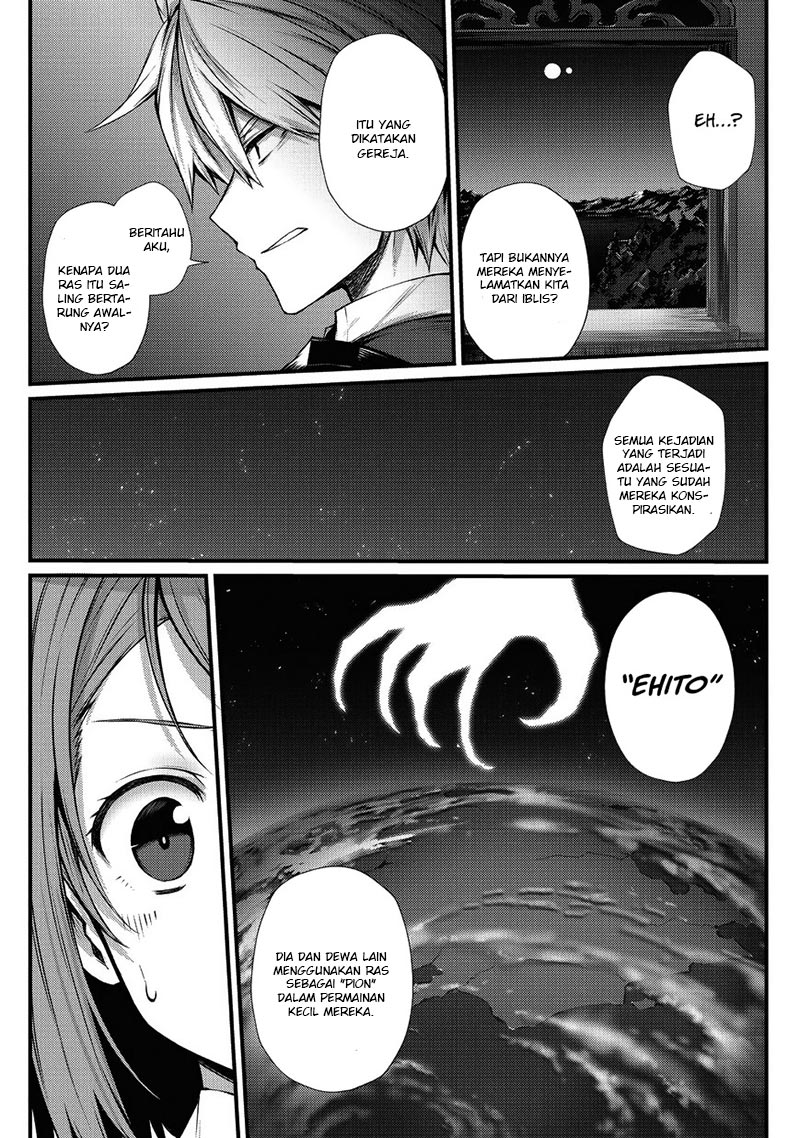 EH...?
TAPI BUKANNYA
MEREKA MENYE-
LAMATKAN KITA
DARI IBLIS?
ITU YANG
DIKATAKAN
GEREJA.
BERITAHU
AKU,
KENAPA DUA
RAS ITU SA-
LING BERTA-
RUNG AWAL-
NYA?
SEMUA KEJADIAN
YANG TERJADI
ADALAH SESUA-
TU YANG SUDAH
MEREKA KONS-
PIRASIKAN.
"EHITO"
DIA DAN DEWA LAIN
MENGGUNAKAN RAS
SEBAGAI "PION"
DALAM PERMAINAN
KECIL MEREKA.